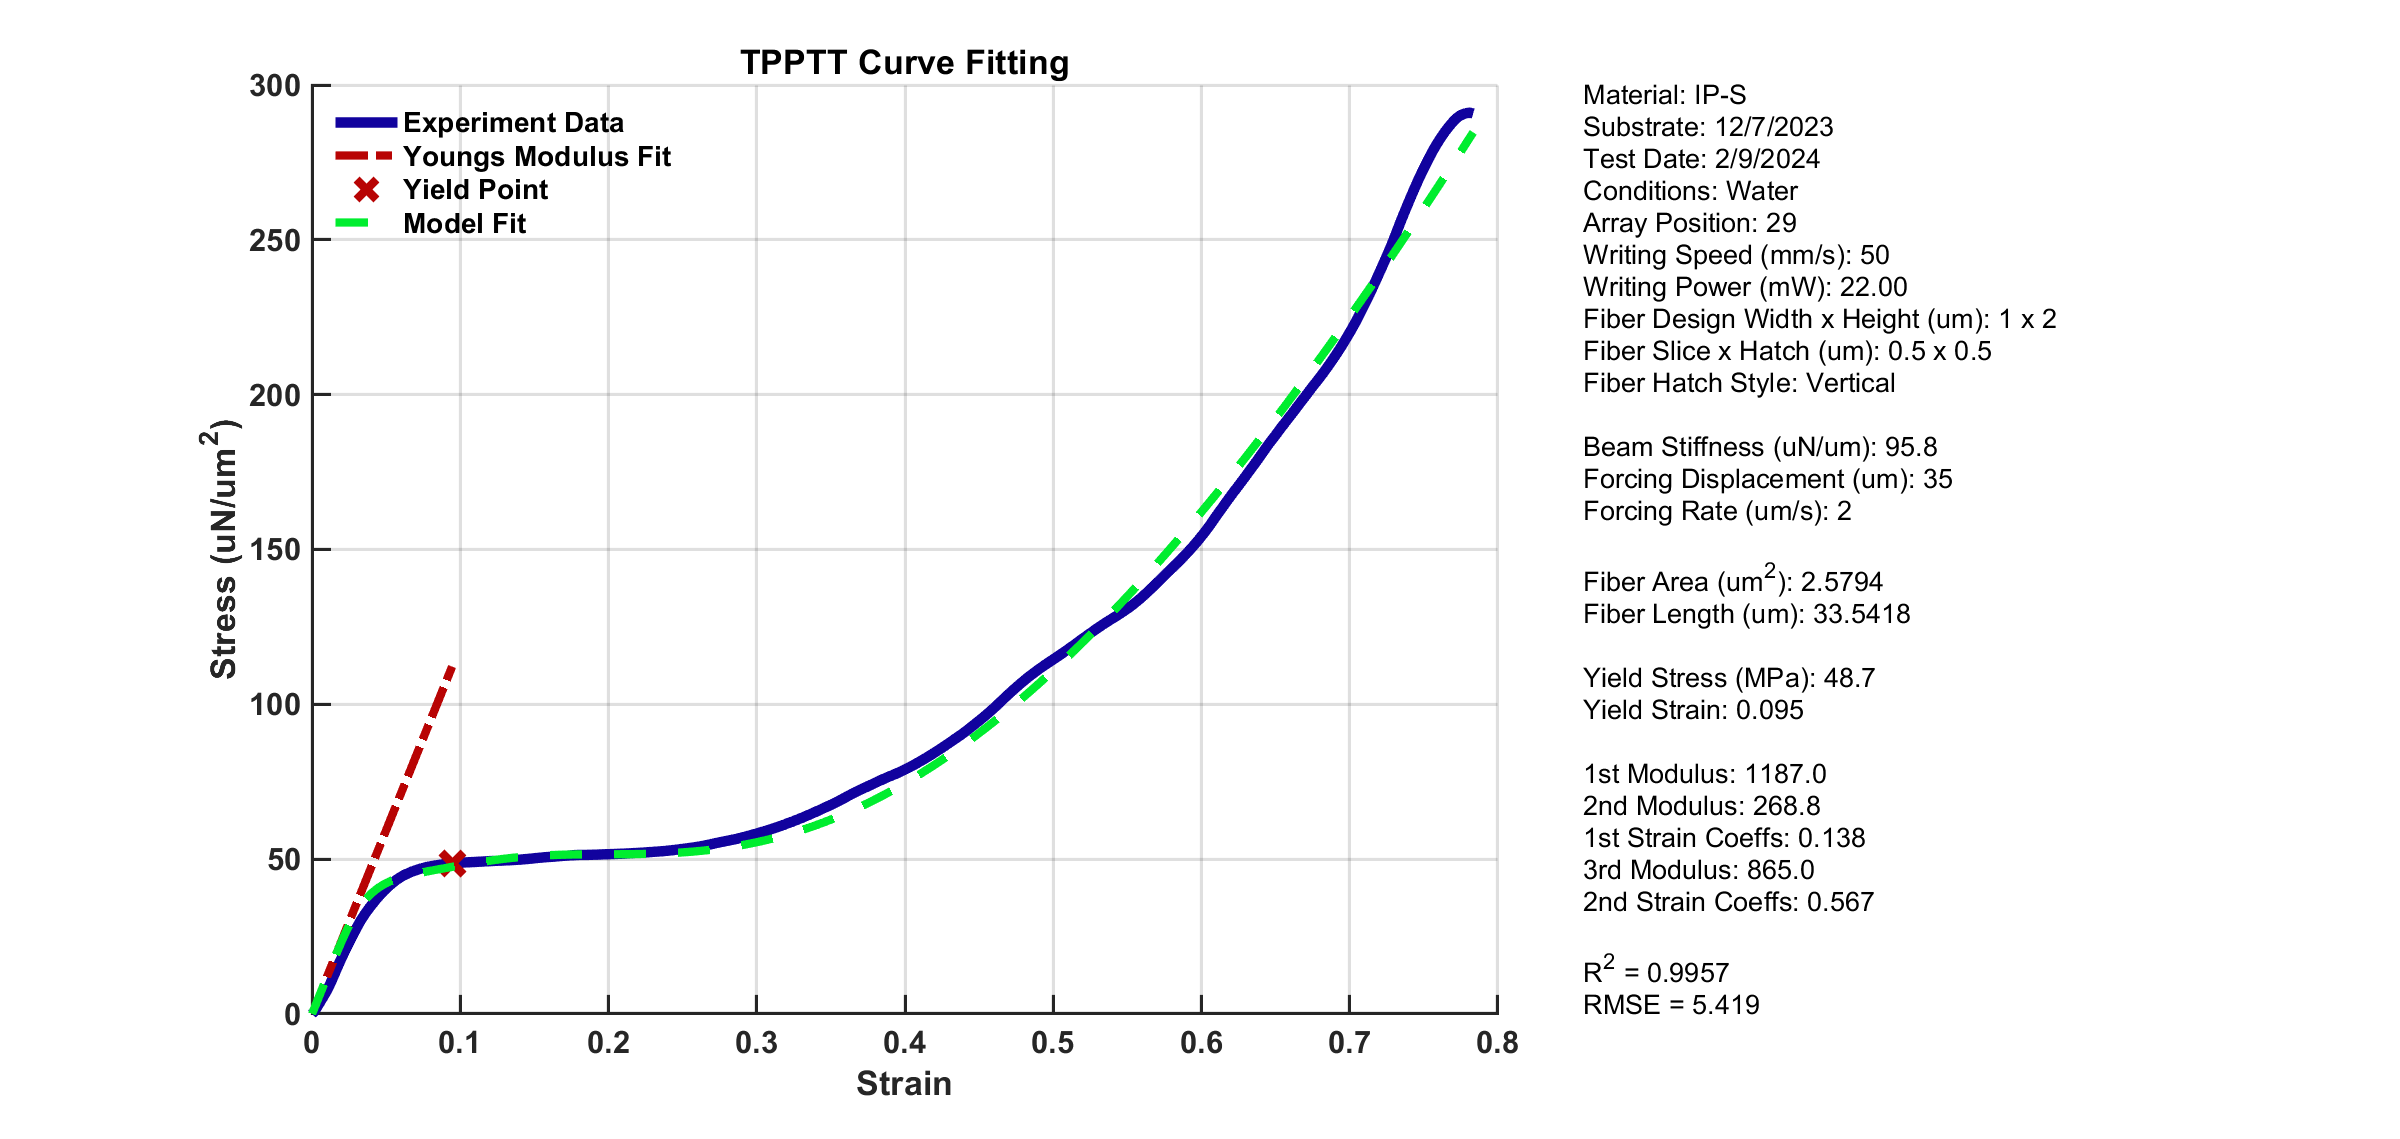 TPPTT Curve Fitting
300
250
200
150
100
50
0
Stress (uN/um²)
Experiment Data
Youngs Modulus Fit
Yield Point
Model Fit
0 0.1 0.2 0.3 0.4 0.5 0.6 0.7 0.8
Strain
Material: IP-S
Substrate: 12/7/2023
Test Date: 2/9/2024
Conditions: Water
Array Position: 29
Writing Speed (mm/s): 50
Writing Power (mW): 22.00
Fiber Design Width x Height (um): 1 x 2
Fiber Slice x Hatch (um): 0.5 x 0.5
Fiber Hatch Style: Vertical
Beam Stiffness (uN/um): 95.8
Forcing Displacement (um): 35
Forcing Rate (um/s): 2
Fiber Area (um²): 2.5794
Fiber Length (um): 33.5418
Yield Stress (MPa): 48.7
Yield Strain: 0.095
1st Modulus: 1187.0
2nd Modulus: 268.8
1st Strain Coeffs: 0.138
3rd Modulus: 865.0
2nd Strain Coeffs: 0.567
R² = 0.9957
RMSE = 5.419